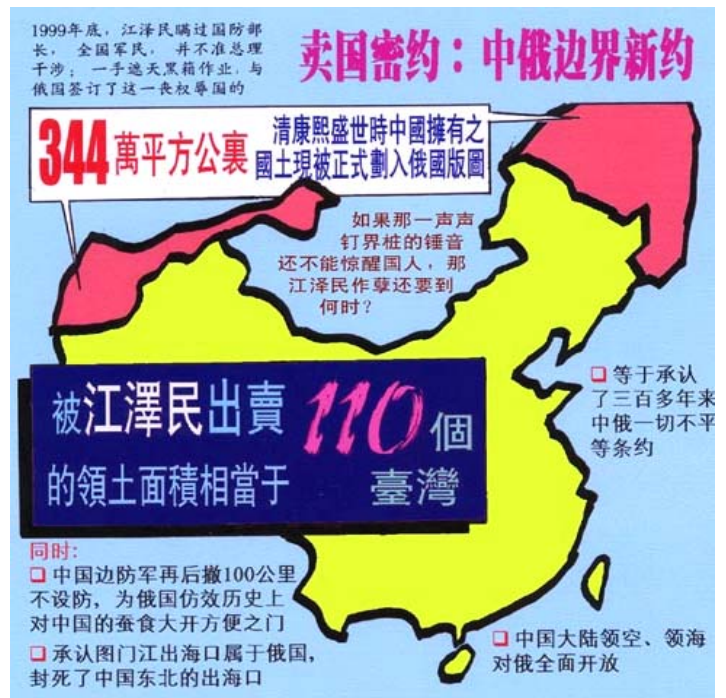 1999年底，江泽民瞒过国防部
长， 全国军民， 并不准总理
干涉； 一手遮天黑箱作业，与
俄国签订了这一丧权辱国的
卖国密约：中俄边界新约
344萬平方公裏
清康熙盛世時中國擁有之
國土現被正式劃入俄國版圖
如果那一声声
钉界桩的锤音
还不能惊醒国人，那
江泽民作孽还要到
何时？
被江澤民出賣110個
的領土面積相當于臺灣
等于承认
了三百多年来
中俄一切不平
等条约
同时:
中国边防军再后撤100公里
不设防，为俄国仿效历史上
对中国的蚕食大开方便之门
承认图门江出海口属于俄国，
封死了中国东北的出海口
中国大陆领空、领海
对俄全面开放